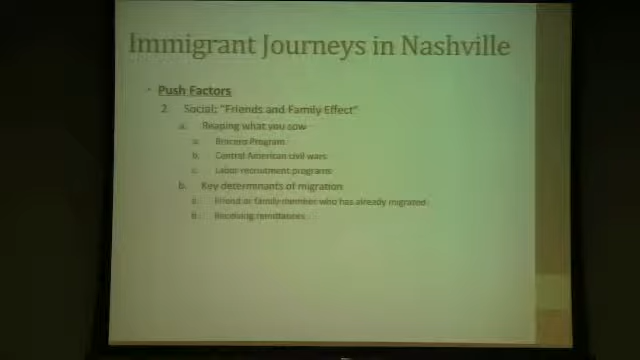 Immigrant Journeys in Nashville
• Push Factors
2. Social: "Friends and Family Effect"
a. Reaping what you sow
a. Bracero Program
b. Central American civil wars
c. Labor recruitment programs
b. Key determinants of migration
a. Friend or family member who has already migrated
b. Receiving remittances